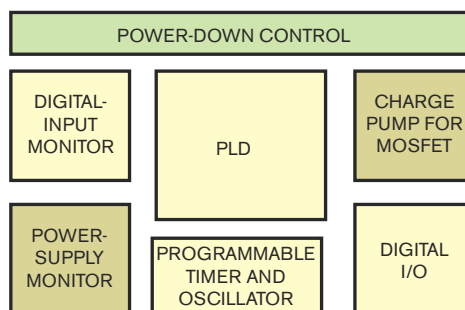 POWER-DOWN CONTROL
DIGITAL-
INPUT
MONITOR
PLD
CHARGE
PUMP FOR
MOSFET
POWER-
SUPPLY
MONITOR
PROGRAMMABLE
TIMER AND
OSCILLATOR
DIGITAL
I/O